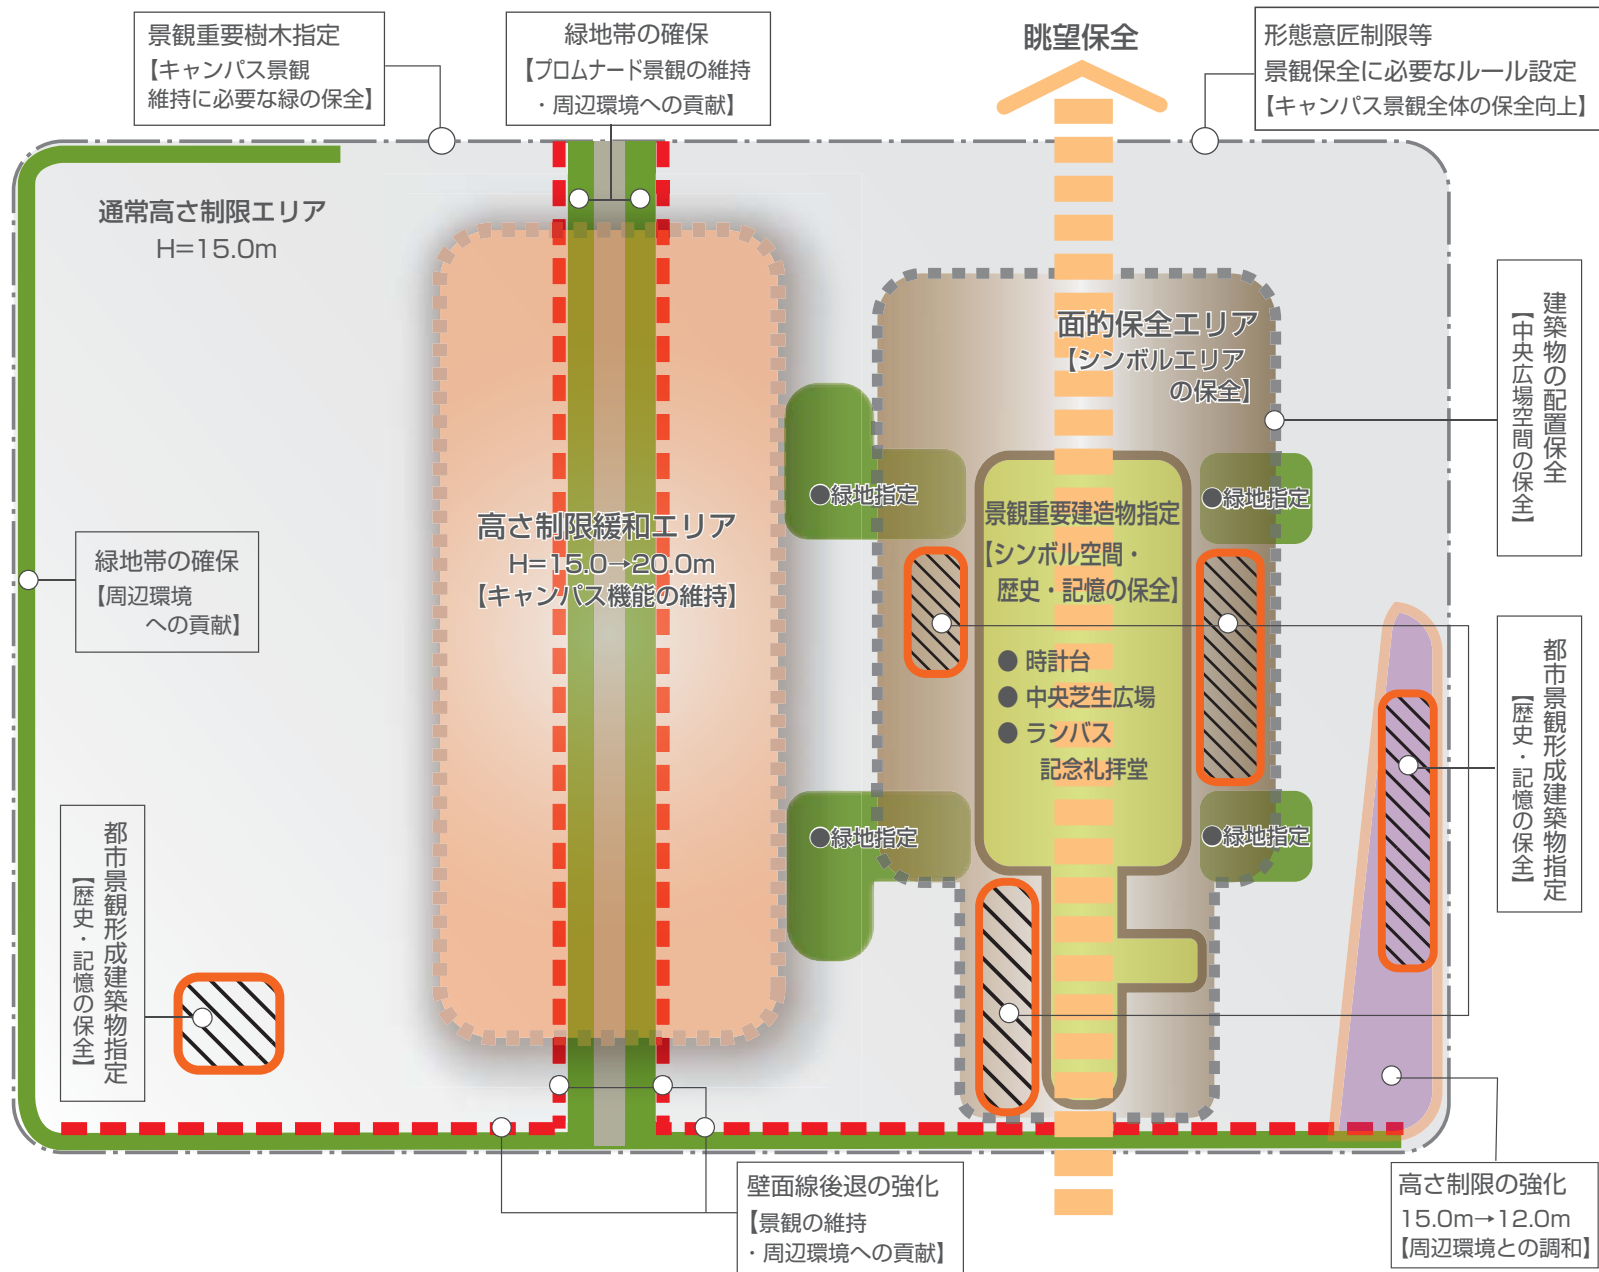 景観重要樹木指定
【キャンパス景観
維持に必要な緑の保全】
緑地帯の確保
【プロムナード景観の維持
・周辺環境への貢献】
眺望保全
形態意匠制限等
景観保全に必要なルール設定
【キャンパス景観全体の保全向上】
通常高さ制限エリア
H=15.0m
面的保全エリア
【シンボルエリア
の保全】
建築物の配置保全
【中央広場空間の保全】
●緑地指定
●緑地指定
高さ制限緩和エリア
H=15.0→20.0m
【キャンパス機能の維持】
景観重要建造物指定
【シンボル空間・
歴史・記憶の保全】
● 時計台
● 中央芝生広場
● ランバス
記念礼拝堂
緑地帯の確保
【周辺環境
への貢献】
都市景観形成建築物指定
【歴史・記憶の保全】
●緑地指定
●緑地指定
都市景観形成建築物指定
【歴史・記憶の保全】
壁面線後退の強化
【景観の維持
・周辺環境への貢献】
高さ制限の強化
15.0m→12.0m
【周辺環境との調和】